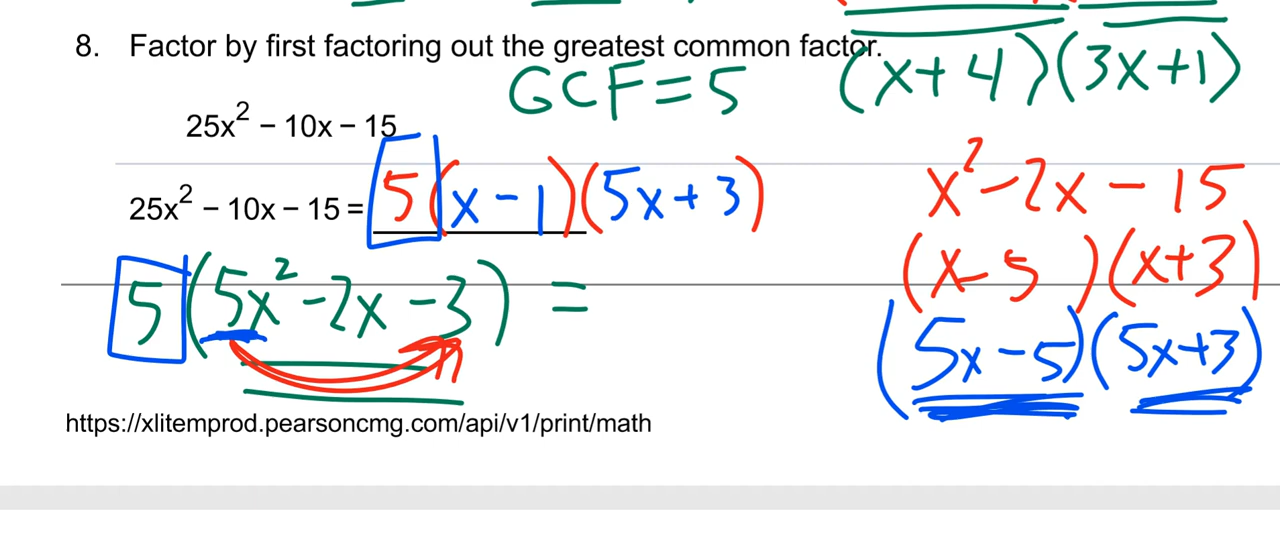 8. Factor by first factoring out the greatest common factor.
GCF=5
(x+4)(3x+1)
25x² − 10x − 15
25x² − 10x − 15 = 5(x-1)(5x+3)
x²-2x-15
(x-5)(x+3)
5(5x²-2x-3) =
(5x-5)(5x+3)
https://xlitemprod.pearsoncmg.com/api/v1/print/math